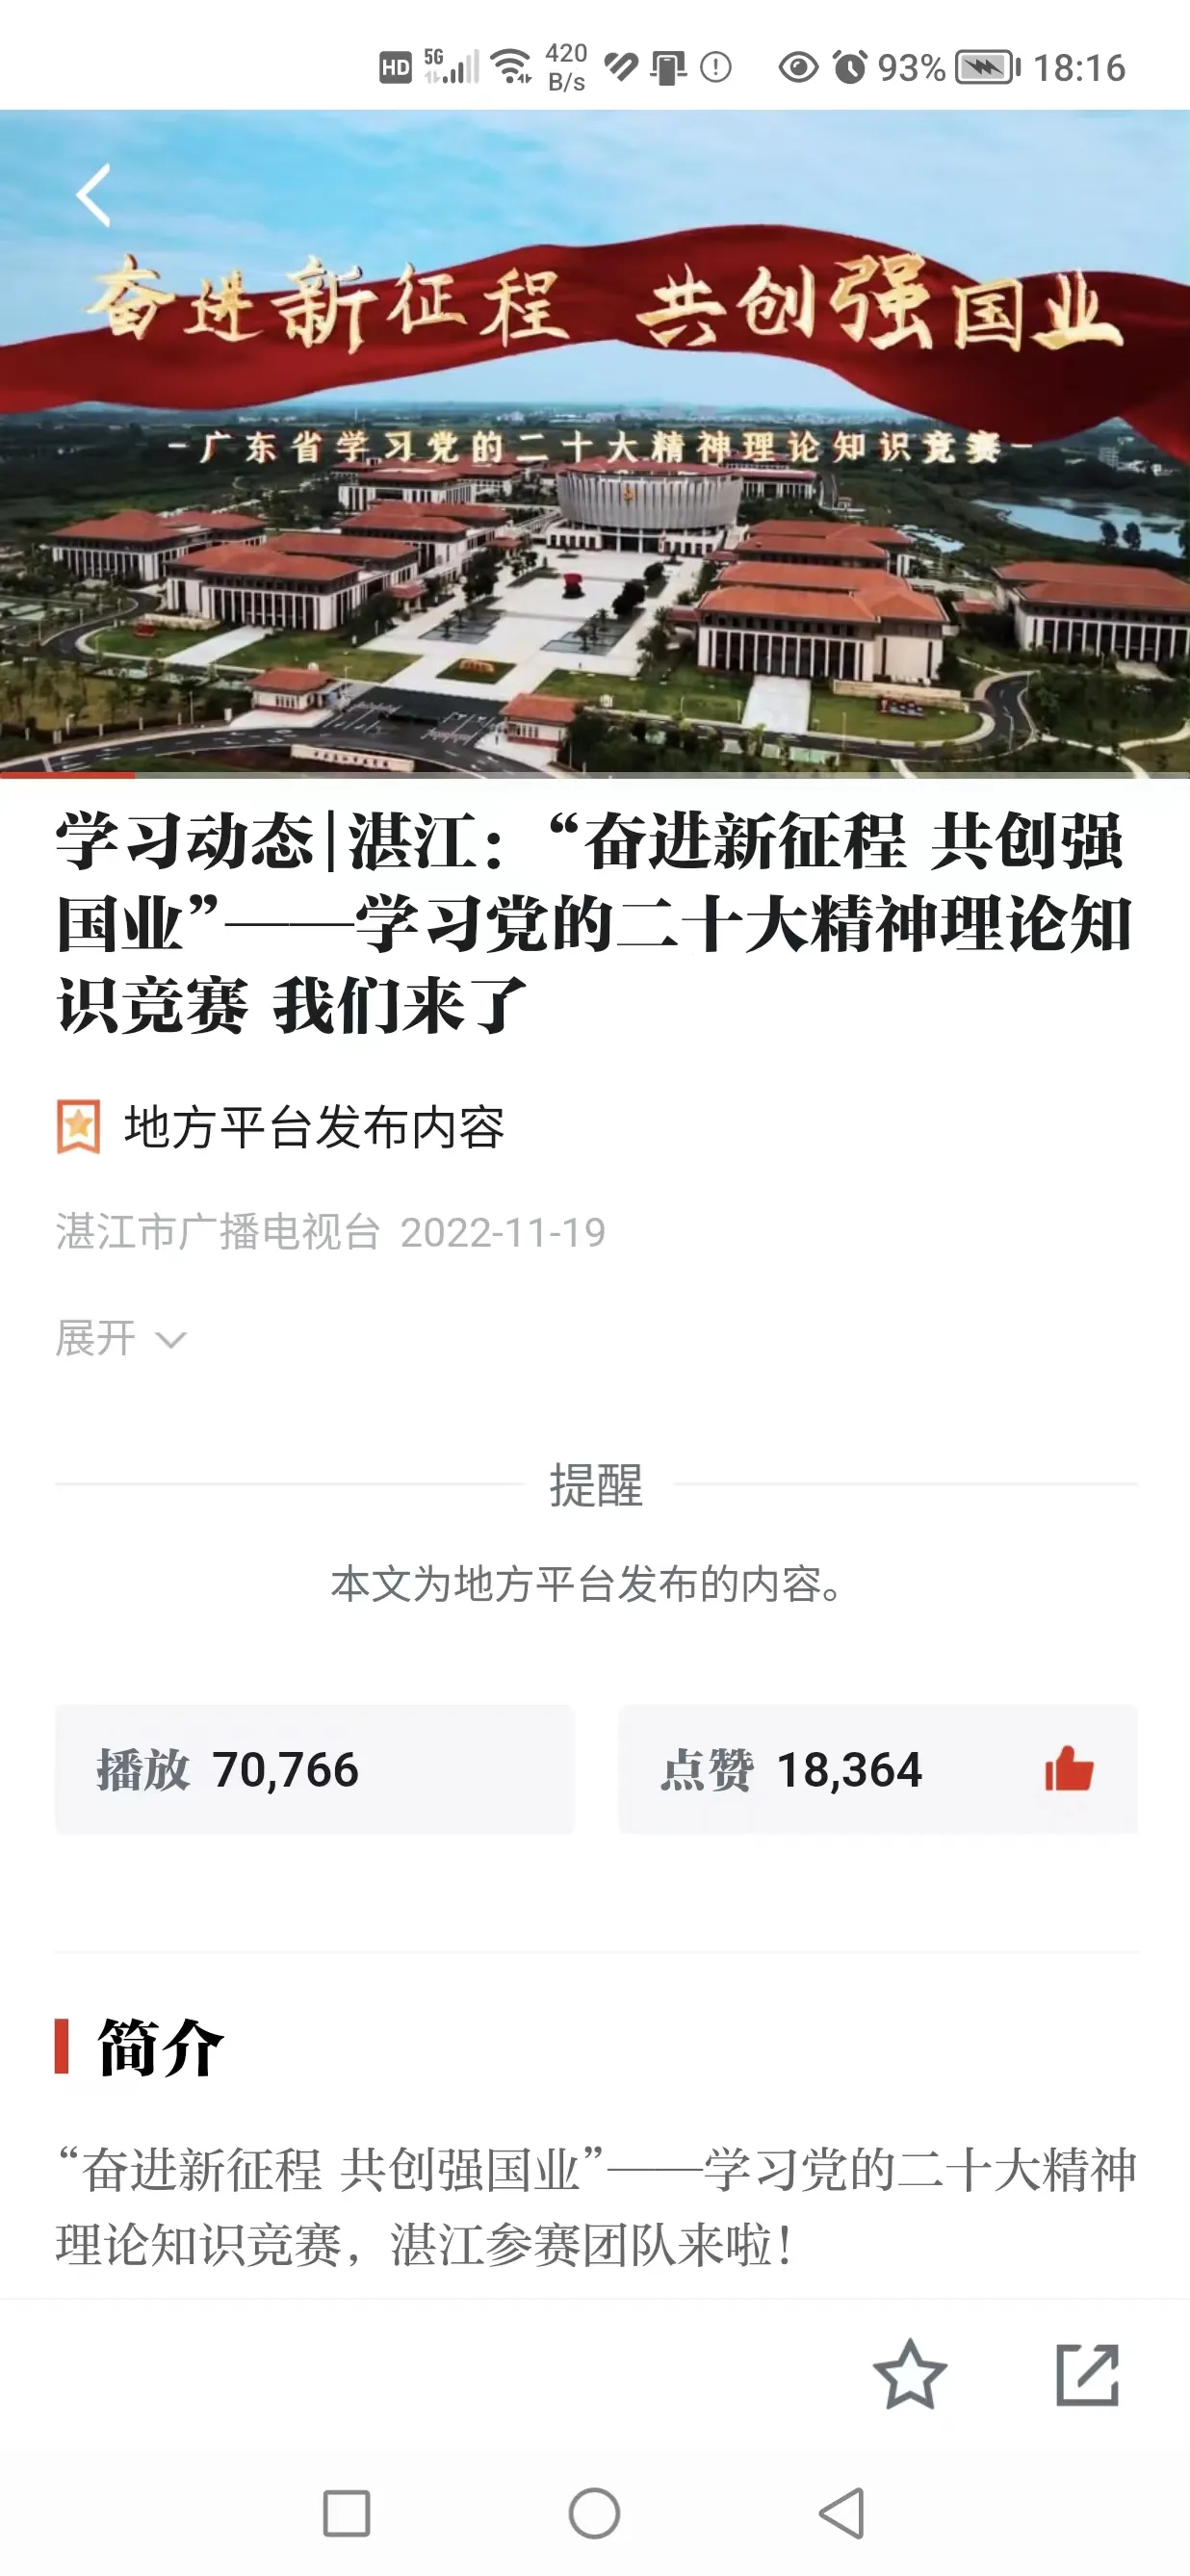 HD 5G 420 B/s 93% 18:16
奋进新征程 共创强国业
－广东省学习党的二十大精神理论知识竞赛－
学习动态|湛江：“奋进新征程 共创强
国业”——学习党的二十大精神理论知
识竞赛 我们来了
地方平台发布内容
湛江市广播电视台 2022-11-19
展开
提醒
本文为地方平台发布的内容。
播放 70,766 点赞 18,364
简介
“奋进新征程 共创强国业”——学习党的二十大精神
理论知识竞赛，湛江参赛团队来啦！